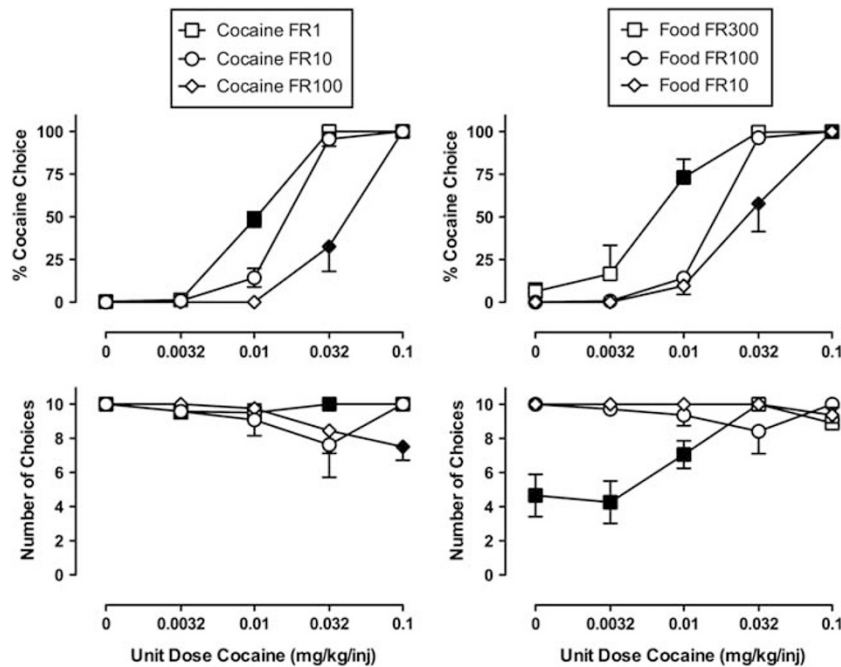 Cocaine FR1
Cocaine FR10
Cocaine FR100
Food FR300
Food FR100
Food FR10
% Cocaine Choice
100
75
50
25
0
0 0.0032 0.01 0.032 0.1
% Cocaine Choice
100
75
50
25
0
0 0.0032 0.01 0.032 0.1
Number of Choices
10
8
6
4
2
0
0 0.0032 0.01 0.032 0.1
Unit Dose Cocaine (mg/kg/inj)
Number of Choices
10
8
6
4
2
0
0 0.0032 0.01 0.032 0.1
Unit Dose Cocaine (mg/kg/inj)